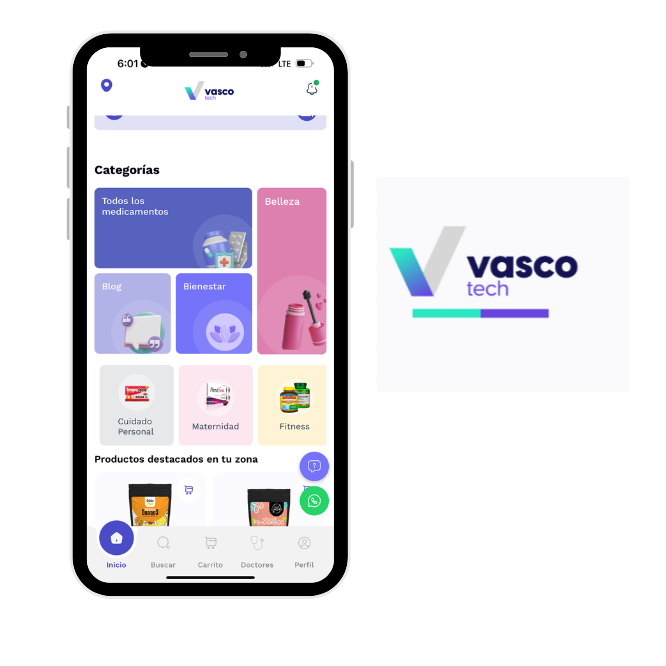 6:01
LTE
vasco
tech
Categorías
Todos los
medicamentos
Belleza
Blog
Bienestar
Cuidado
Personal
Maternidad
Fitness
Productos destacados en tu zona
Inicio
Buscar
Carrito
Doctores
Perfil
vasco
tech